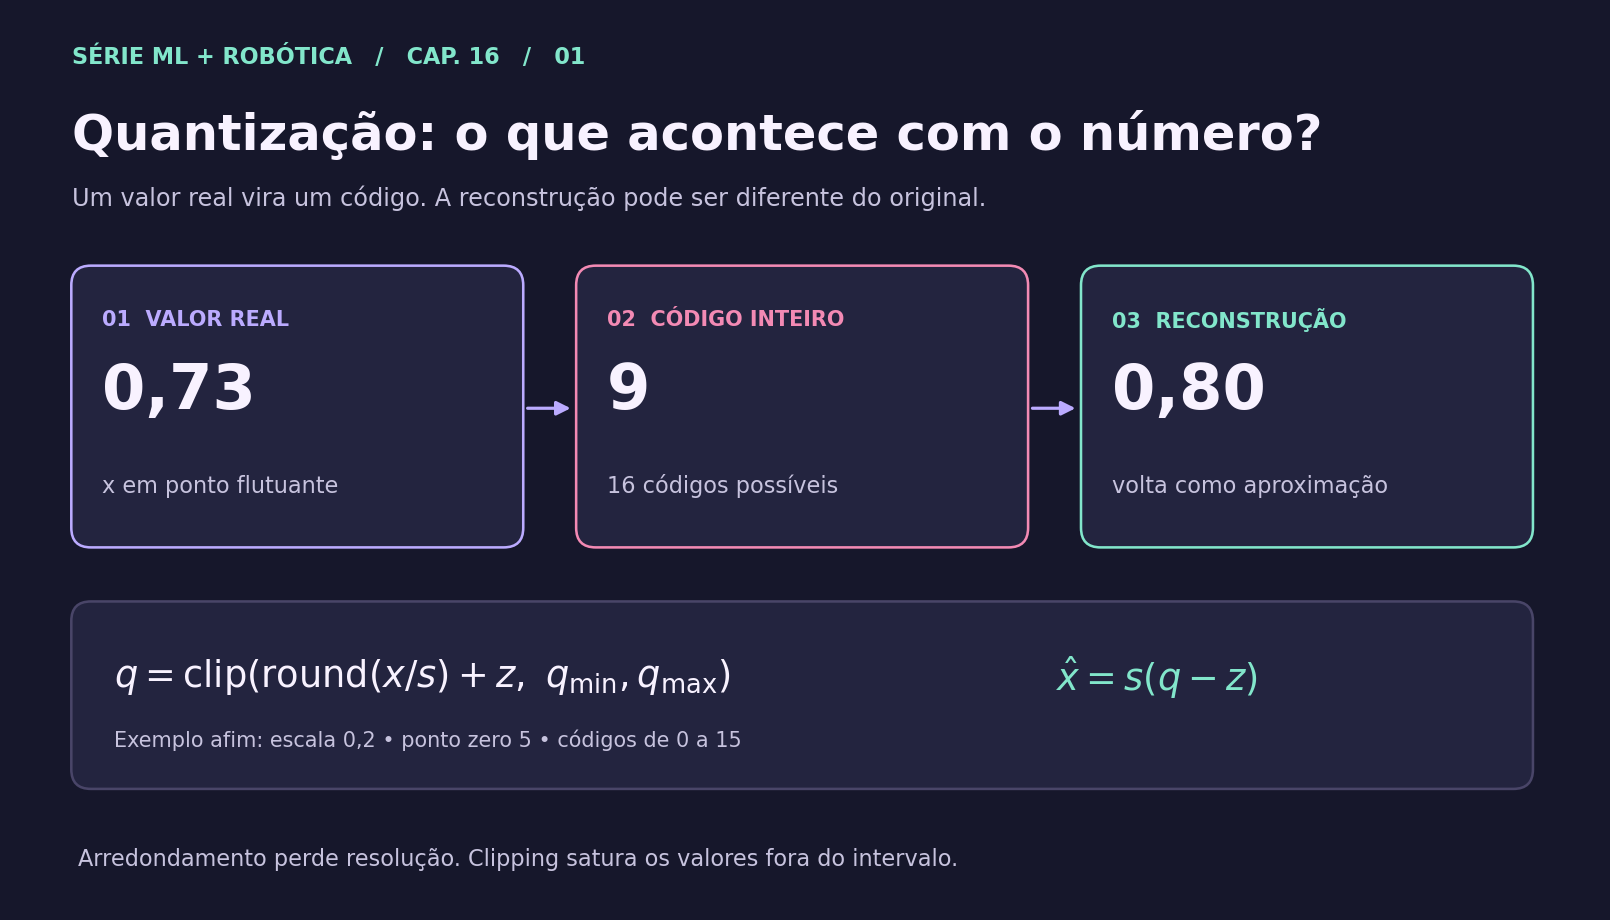 SÉRIE ML + ROBÓTICA / CAP. 16 / 01
Quantização: o que acontece com o número?
Um valor real vira um código. A reconstrução pode ser diferente do original.
01 VALOR REAL
0,73
x em ponto flutuante
02 CÓDIGO INTEIRO
9
16 códigos possíveis
03 RECONSTRUÇÃO
0,80
volta como aproximação
q = clip(round(x/s) + z, q_min, q_max)
x̂ = s(q − z)
Exemplo afim: escala 0,2 • ponto zero 5 • códigos de 0 a 15
Arredondamento perde resolução. Clipping satura os valores fora do intervalo.